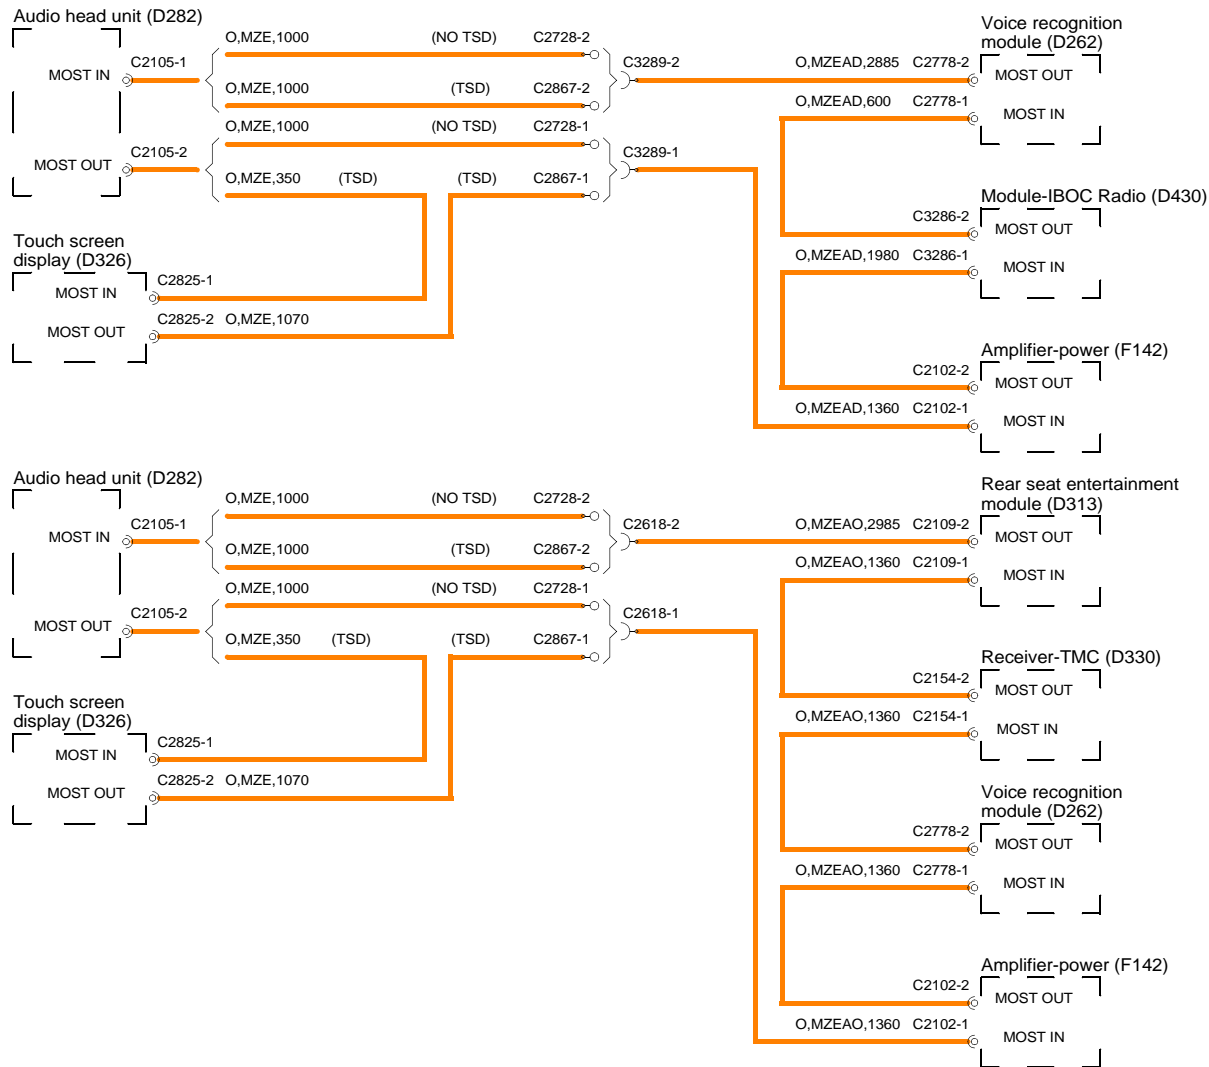 Audio head unit (D282)
MOST IN
C2105-1
O,MZE,1000 (NO TSD) C2728-2
O,MZE,1000 (TSD) C2867-2
C3289-2
O,MZE,1000 (NO TSD) C2728-1
MOST OUT
C2105-2
O,MZE,350 (TSD) (TSD) C2867-1
C3289-1
Touch screen
display (D326)
MOST IN
C2825-1
MOST OUT
C2825-2 O,MZE,1070
Voice recognition
module (D262)
O,MZEAD,2885 C2778-2
MOST OUT
O,MZEAD,600 C2778-1
MOST IN
Module-IBOC Radio (D430)
C3286-2
MOST OUT
O,MZEAD,1980 C3286-1
MOST IN
Amplifier-power (F142)
C2102-2
MOST OUT
O,MZEAD,1360 C2102-1
MOST IN
Audio head unit (D282)
MOST IN
C2105-1
O,MZE,1000 (NO TSD) C2728-2
O,MZE,1000 (TSD) C2867-2
C2618-2
O,MZE,1000 (NO TSD) C2728-1
MOST OUT
C2105-2
O,MZE,350 (TSD) (TSD) C2867-1
C2618-1
Touch screen
display (D326)
MOST IN
C2825-1
MOST OUT
C2825-2 O,MZE,1070
Rear seat entertainment
module (D313)
O,MZEAO,2985 C2109-2
MOST OUT
O,MZEAO,1360 C2109-1
MOST IN
Receiver-TMC (D330)
C2154-2
MOST OUT
O,MZEAO,1360 C2154-1
MOST IN
Voice recognition
module (D262)
C2778-2
MOST OUT
O,MZEAO,1360 C2778-1
MOST IN
Amplifier-power (F142)
C2102-2
MOST OUT
O,MZEAO,1360 C2102-1
MOST IN